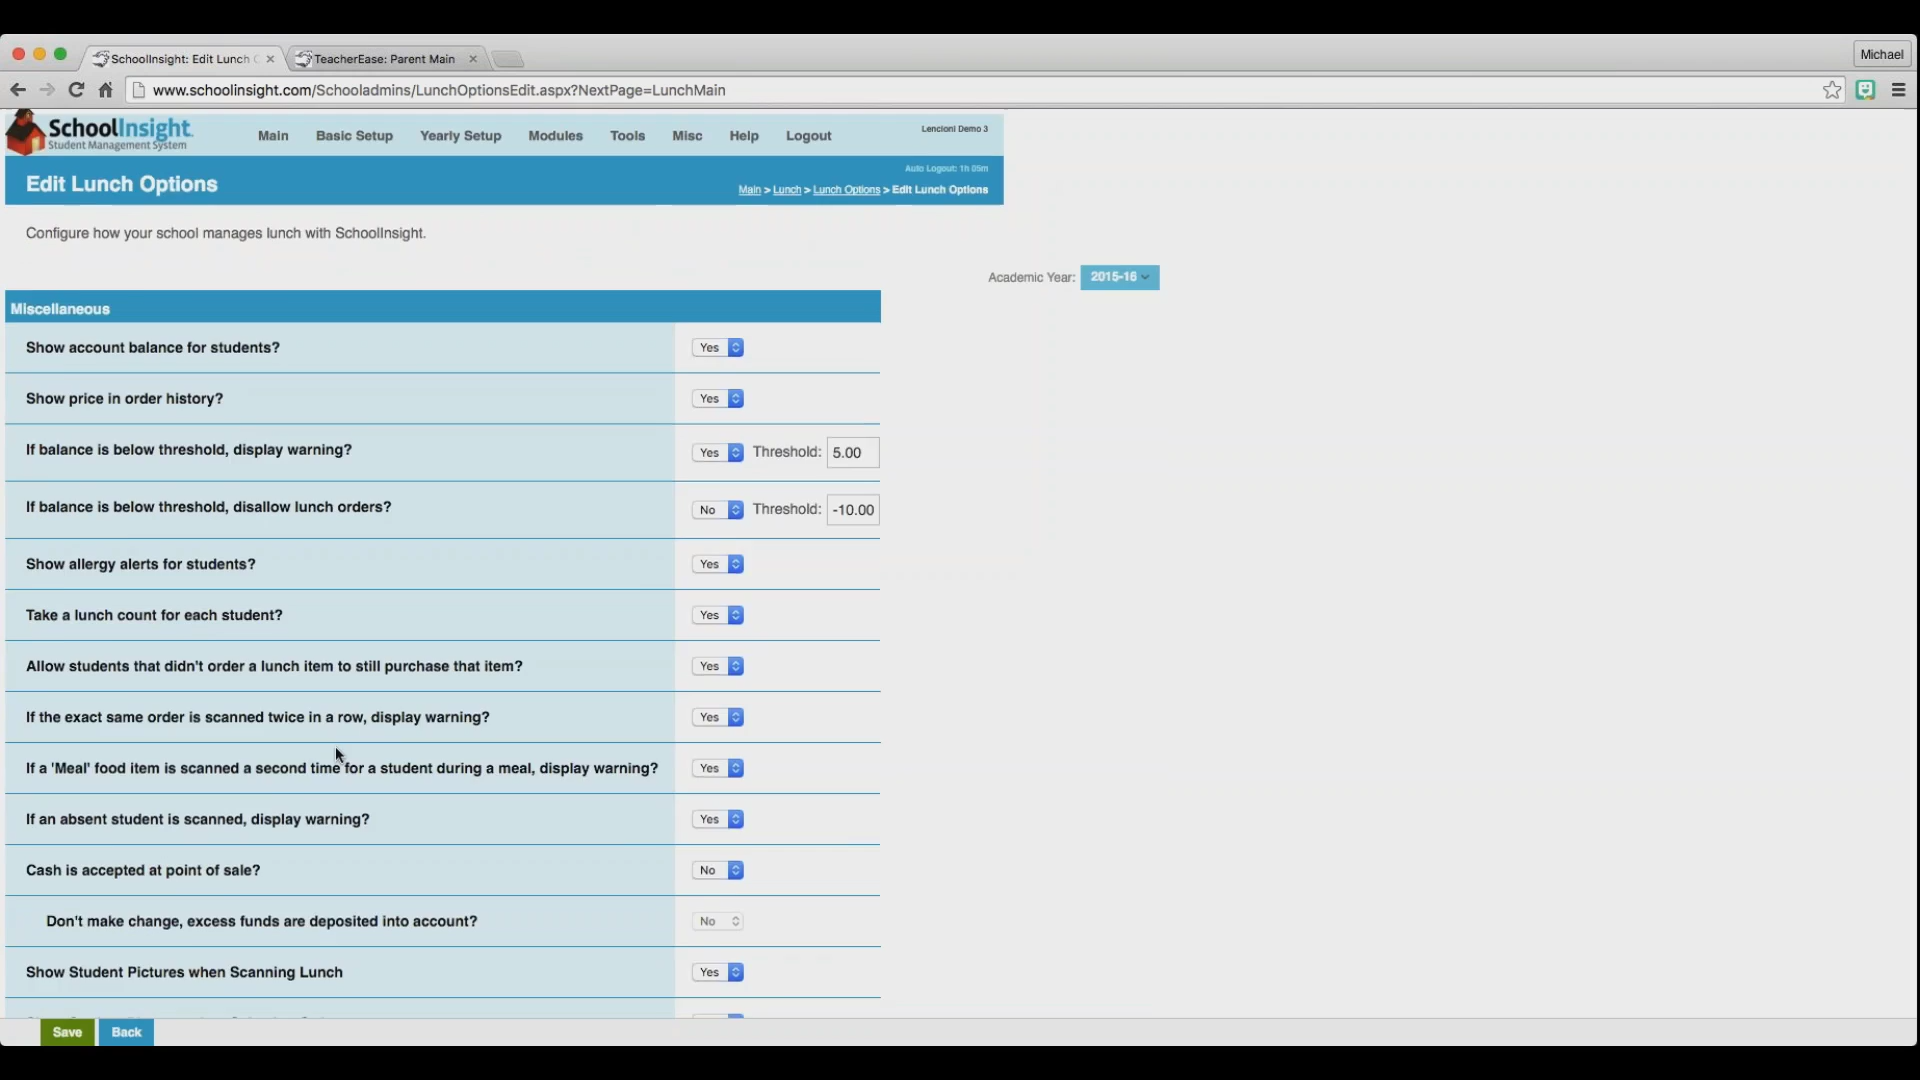 SchoolInsight: Edit Lunch
TeacherEase: Parent Main
Michael
www.schoolinsight.com/Schooladmins/LunchOptionsEdit.aspx?NextPage=LunchMain
SchoolInsight
Student Management System
Main Basic Setup Yearly Setup Modules Tools Misc Help Logout
Lencioni Demo 3
Auto Logout: 1h 05m
Edit Lunch Options
Main > Lunch > Lunch Options > Edit Lunch Options
Configure how your school manages lunch with SchoolInsight.
Academic Year: 2015-16
Miscellaneous
Show account balance for students? Yes
Show price in order history? Yes
If balance is below threshold, display warning? Yes Threshold: 5.00
If balance is below threshold, disallow lunch orders? No Threshold: -10.00
Show allergy alerts for students? Yes
Take a lunch count for each student? Yes
Allow students that didn't order a lunch item to still purchase that item? Yes
If the exact same order is scanned twice in a row, display warning? Yes
If a 'Meal' food item is scanned a second time for a student during a meal, display warning? Yes
If an absent student is scanned, display warning? Yes
Cash is accepted at point of sale? No
Don't make change, excess funds are deposited into account? No
Show Student Pictures when Scanning Lunch Yes
Save Back